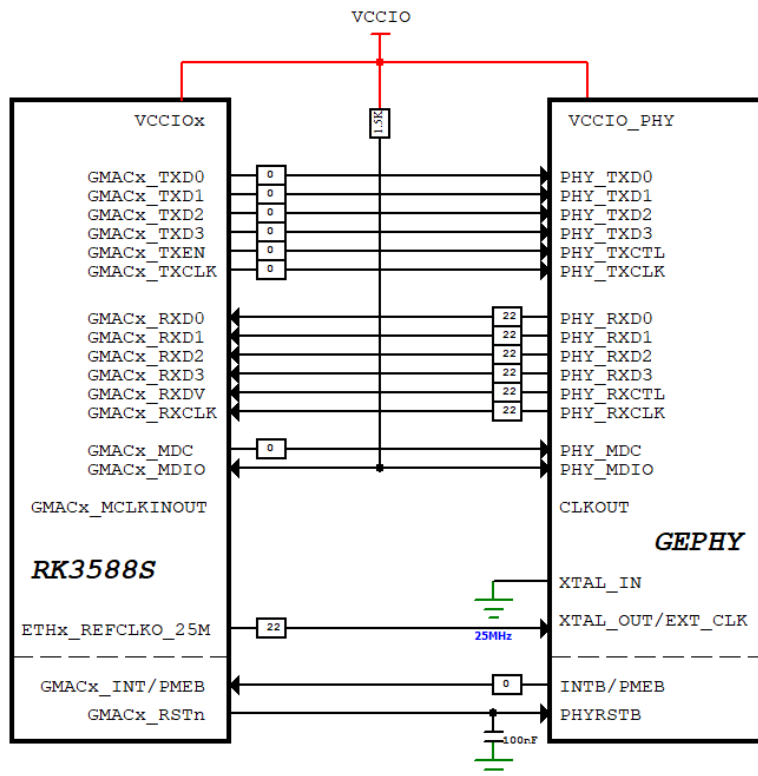 VCCIO
VCCIOx
1.5K
VCCIO_PHY
GMACx_TXD0 0 PHY_TXD0
GMACx_TXD1 0 PHY_TXD1
GMACx_TXD2 0 PHY_TXD2
GMACx_TXD3 0 PHY_TXD3
GMACx_TXEN 0 PHY_TXCTL
GMACx_TXCLK 0 PHY_TXCLK
GMACx_RXD0 22 PHY_RXD0
GMACx_RXD1 22 PHY_RXD1
GMACx_RXD2 22 PHY_RXD2
GMACx_RXD3 22 PHY_RXD3
GMACx_RXDV 22 PHY_RXCTL
GMACx_RXCLK 22 PHY_RXCLK
GMACx_MDC 0 PHY_MDC
GMACx_MDIO PHY_MDIO
GMACx_MCLKINOUT CLKOUT
GEPHY
RK3588S
XTAL_IN
ETHx_REFCLKO_25M 22 25MHz XTAL_OUT/EXT_CLK
GMACx_INT/PMEB 0 INTB/PMEB
GMACx_RSTn PHYRSTB
100nF